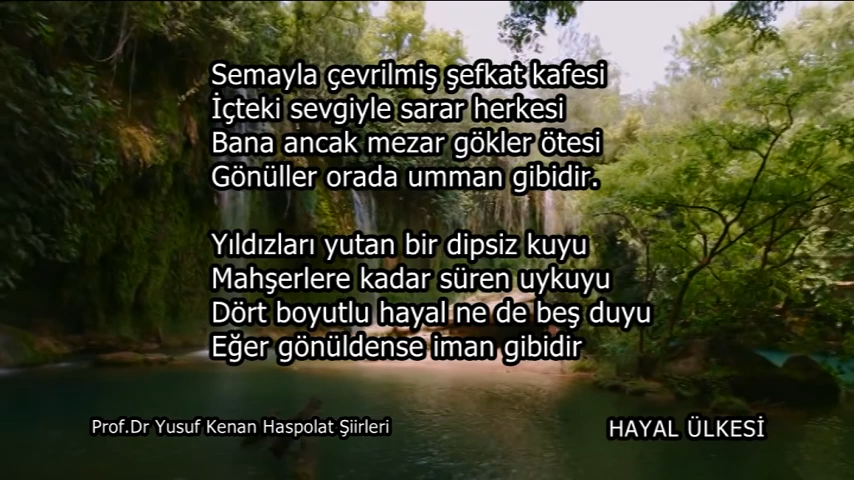 Semayla çevrilmiş şefkat kafesi
İçteki sevgiyle sarar herkesi
Bana ancak mezar gökler ötesi
Gönüller orada umman gibidir.
Yıldızları yutan bir dipsiz kuyu
Mahşerlere kadar süren uykuyu
Dört boyutlu hayal ne de beş duyu
Eğer gönüldense iman gibidir
Prof.Dr Yusuf Kenan Haspolat Şiirleri
HAYAL ÜLKESİ